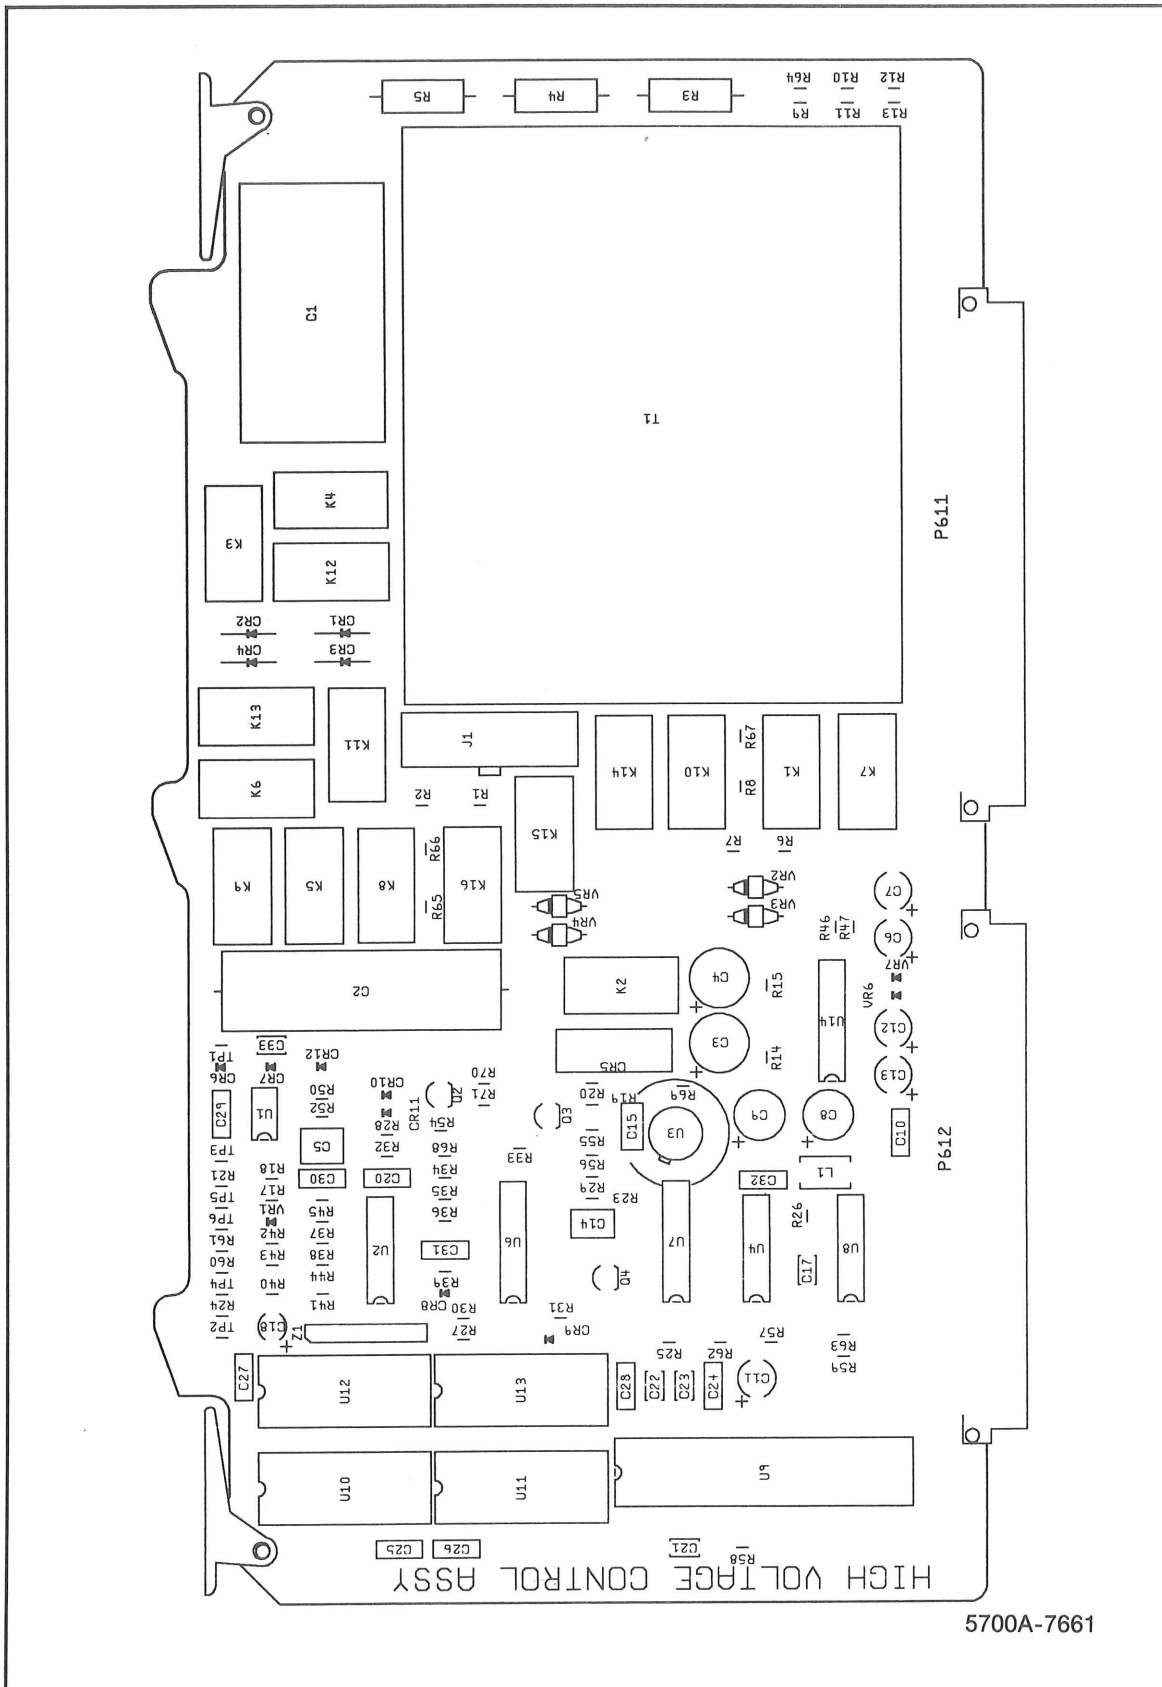 R5 R4 R3 R64 R10 R12
R9 R11 R13
C1
T1
K4
K3
K12
P611
CR2 CR1
CR4 CR3
K13
K11
J1
K14 K10 R67 K1 K7
K6
R2 R1
R8
K15
R66
R7 R6
K9 K5 K8 K16
R65
VR5
VR4
VR2
VR3
C7
R46 R47
C6
VR7
VR6
C2
K2
C4
R15
U14
C12
C33
TP1
CR6 CR7 CR12
CR5
C3
R14
C13
R70
R71
R50
R52
CR10
CR11
Q2
R20 R19 R69
C29 U1
R28
R54
Q3
C15
U3
C9 C8
C10
C5
R32 R68
R33
R55
R56
P612
TP3
R21 R18
C30 C20
R34
R29
C32
L1
TP5 R17
R35
R23
TP6 VR1 R45
R36
C14
R26
R61 R42 R37
U2
C31
U6
U7
U4
U8
R60 R43 R38
C17
TP4 R40 R44
R39
Q4
R24 R41
CR8
TP2 C18 Z1
R30
R27
R31
CR9
R25 R62 R57
R63
R59
C27
U12 U13
C28 C22 C23 C24
C11
U10 U11 U9
C25 C26
C21
R58
HIGH VOLTAGE CONTROL ASSY
5700A-7661